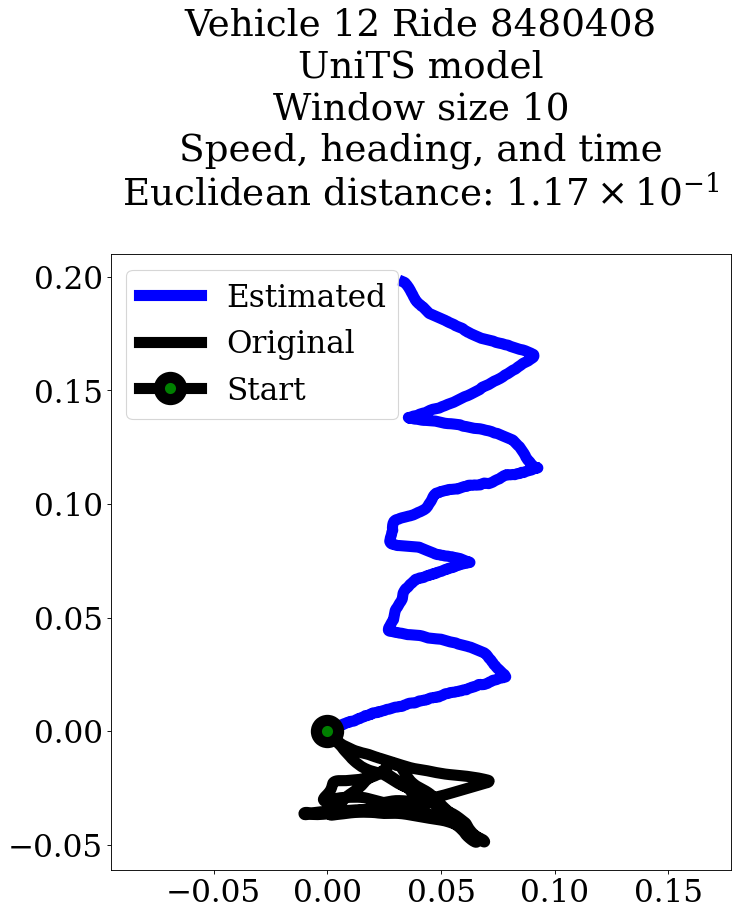 Vehicle 12 Ride 8480408
UniTS model
Window size 10
Speed, heading, and time
Euclidean distance: 1.17 × 10⁻¹
Estimated
Original
Start
0.20
0.15
0.10
0.05
0.00
−0.05
−0.05 0.00 0.05 0.10 0.15